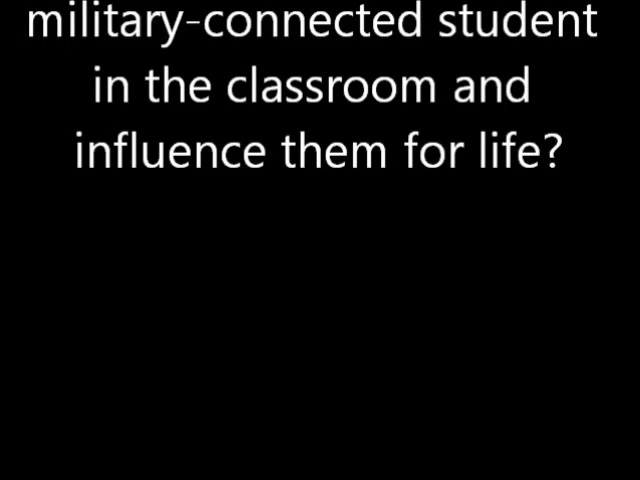 military-connected student
in the classroom and
influence them for life?